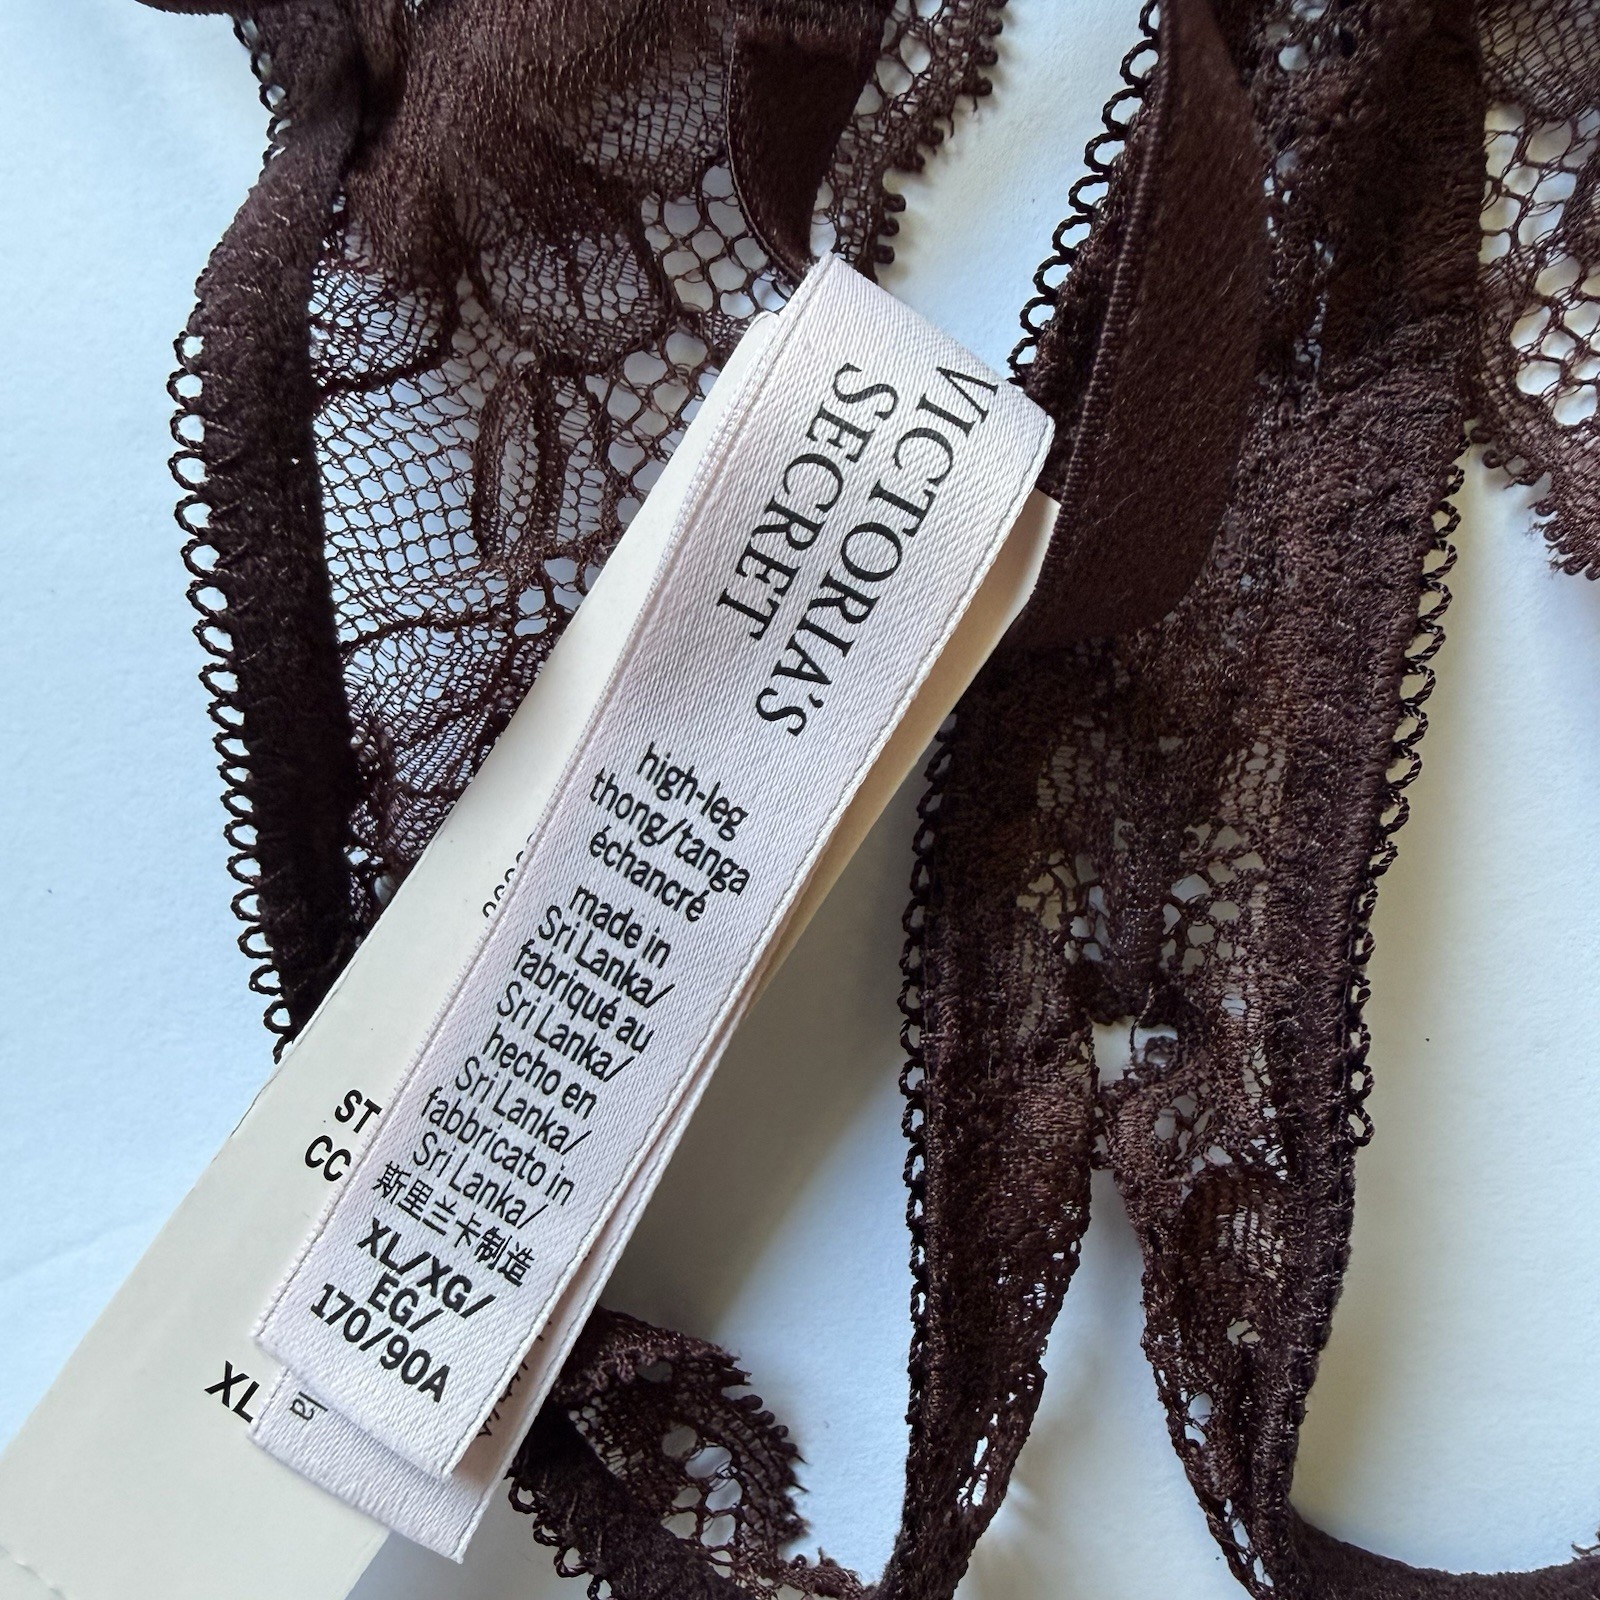 VICTORIA'S
SECRET
high-leg
thong/tanga
échancré
made in
Sri Lanka/
fabriqué au
Sri Lanka/
hecho en
Sri Lanka/
fabbricato in
Sri Lanka/
斯里兰卡制造
XL/XG/
EG/
170/90A
ST
CC
XL